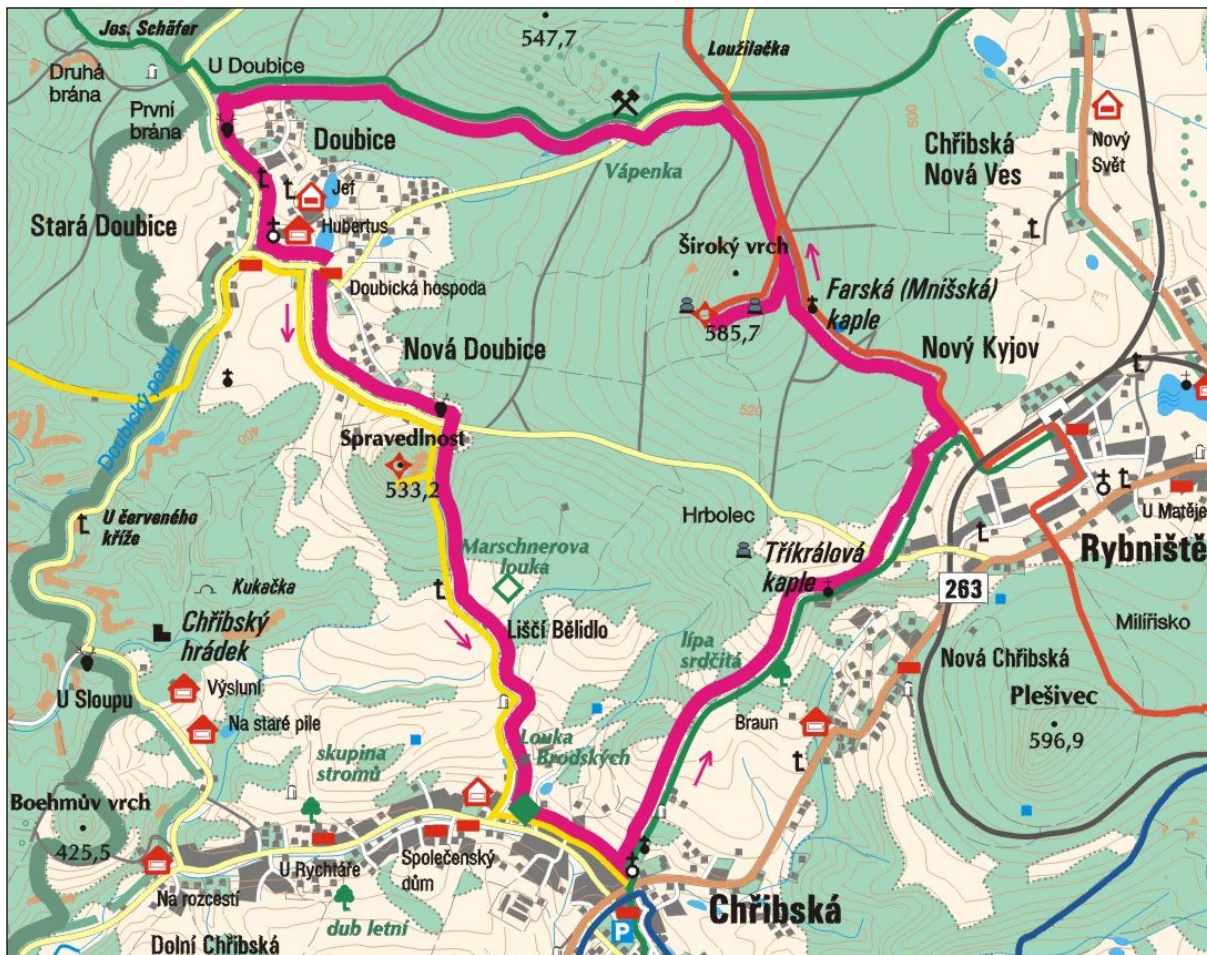 Jos. Schäfer
547,7
Loužilačka
U Doubice
Druhá
brána
První
brána
Doubice
Jef
Hubertus
Stará Doubice
Vápenka
500
Chřibská
Nová Ves
Nový
Svět
Široký vrch
585,7
Farská (Mnišská)
kaple
Doubická hospoda
Nová Doubice
Nový Kyjov
Doubický potok
400
520
Spravedlnost
533,2
U červeného
kříže
Hrbolec
U Matěje
Rybniště
Marschnerova
louka
Tříkrálová
kaple
263
Kukačka
Chřibský
hrádek
Liščí Bělidlo
lípa
srdčitá
Milířisko
Nová Chřibská
Výsluní
U Sloupu
Na staré pile
Plešivec
596,9
Braun
Louka
u Brodských
skupina
stromů
Boehmův vrch
425,5
U Rychtáře
Společenský
dům
Na rozcestí
dub letní
Chřibská
P
Dolní Chřibská